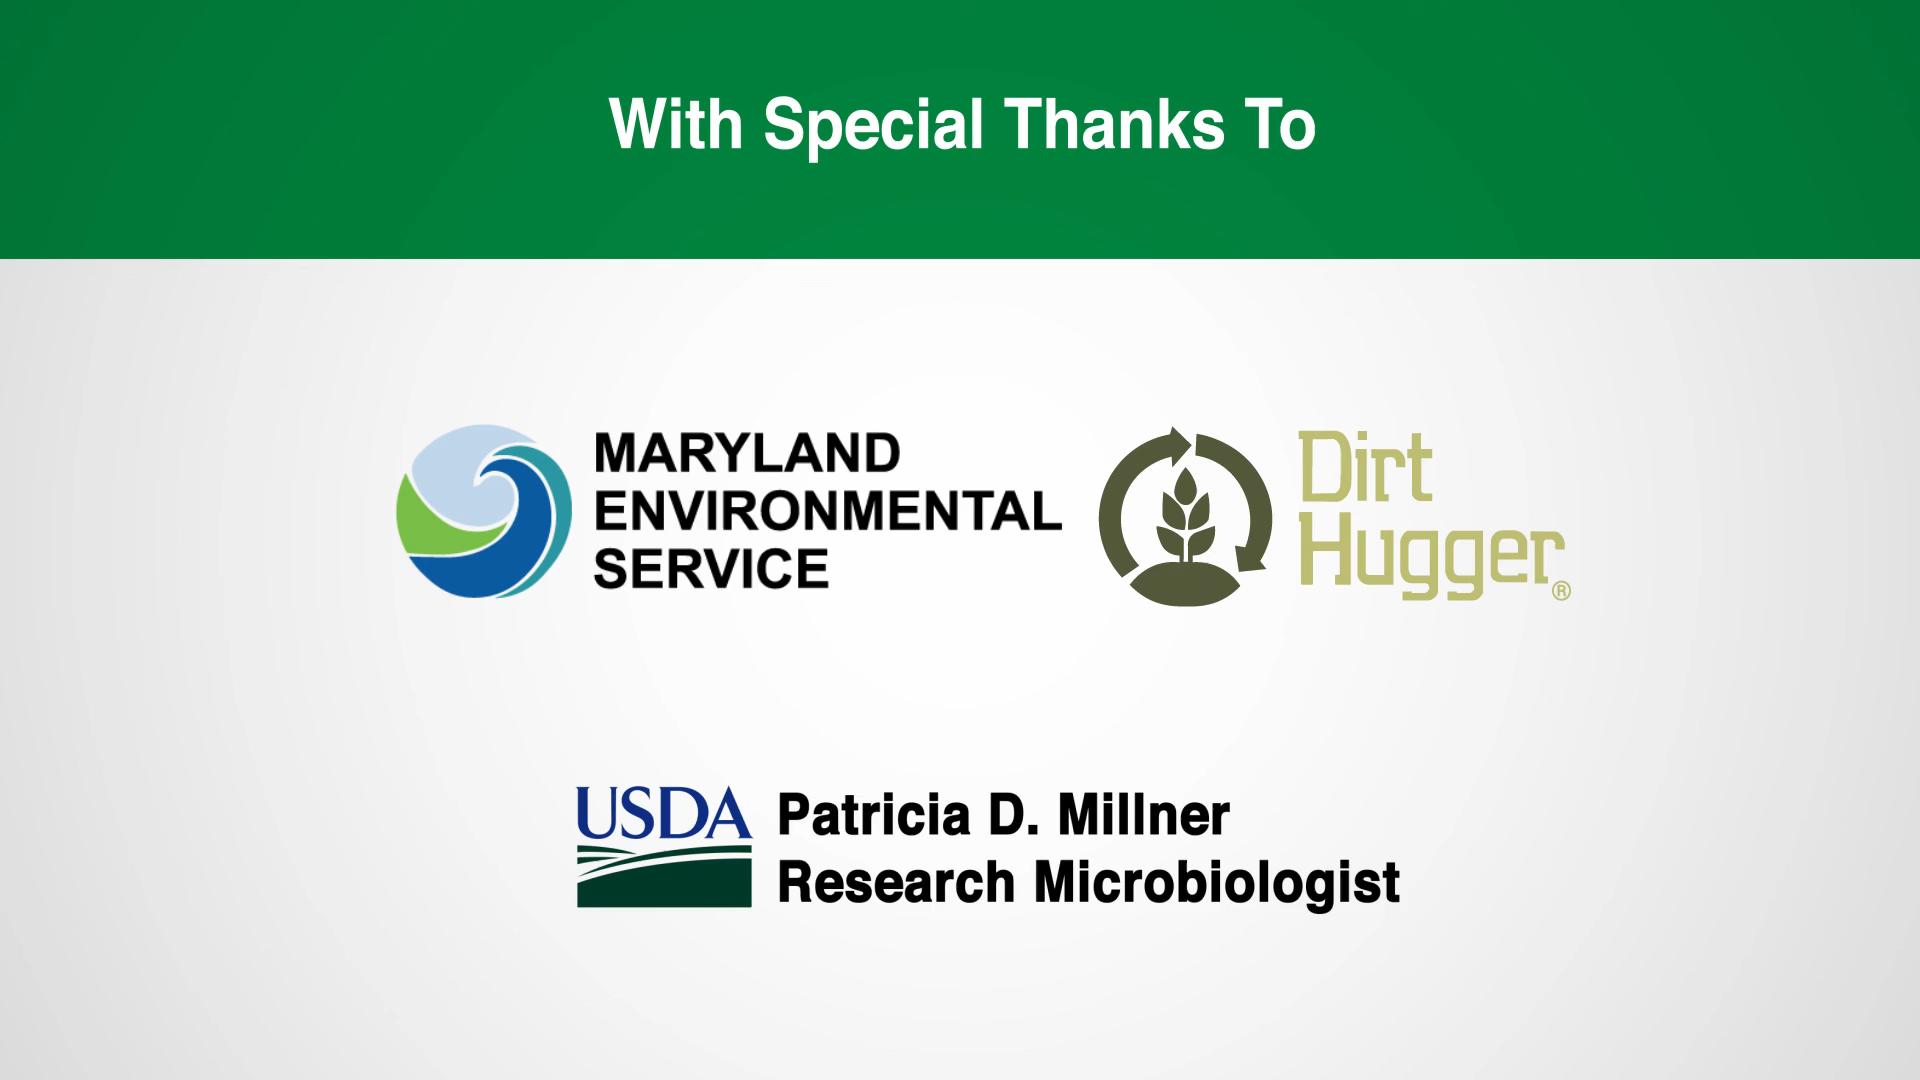 With Special Thanks To
MARYLAND
ENVIRONMENTAL
SERVICE
Dirt
Hugger®
USDA
Patricia D. Millner
Research Microbiologist